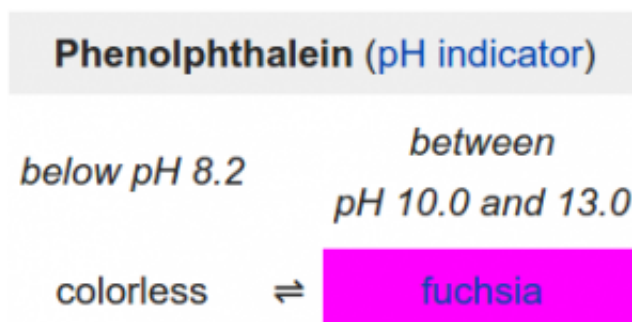 Phenolphthalein (pH indicator)
below pH 8.2
between
pH 10.0 and 13.0
colorless ⇌ fuchsia